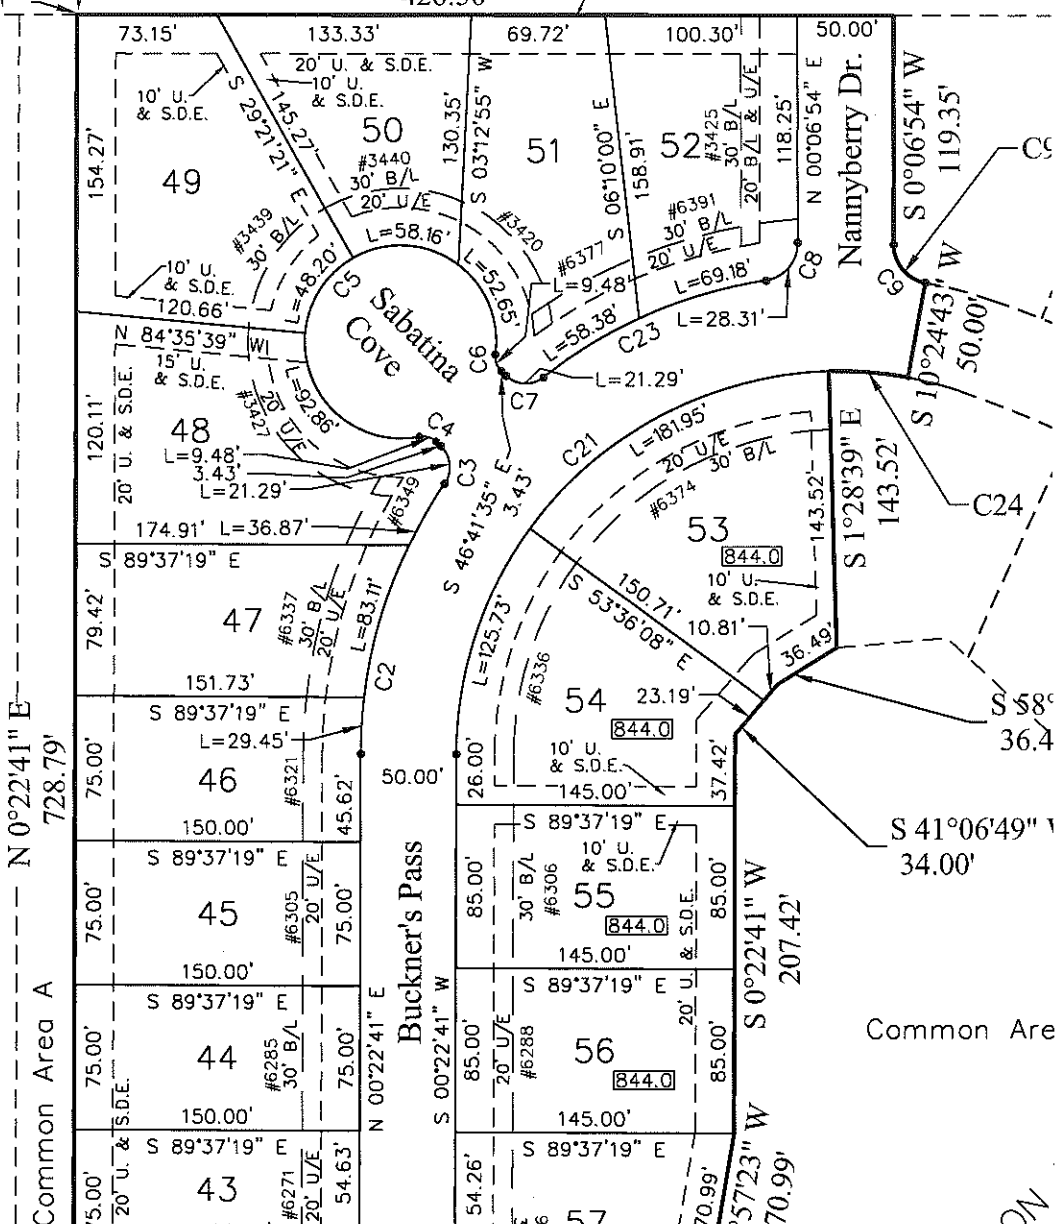 73.15'
133.33'
69.72'
100.30'
50.00'
20' U. & S.D.E.
10' U.
& S.D.E.
10' U.
& S.D.E.
S 29°21'21" E
145.27'
50
#3440
30' B/L
20' U/E
130.35'
S 03°12'55" W
51
S 06°10'00" E
158.91'
52
#3425
30' B/L
20' B/L & U/E
118.25'
N 00°06'54" E
Nannyberry Dr.
S 0°06'54" W
119.35'
154.27'
49
#3439
30' B/L
10' U.
& S.D.E.
120.66'
L=48.20'
C5
L=58.16'
L=52.65'
#3420
#6377
L=9.48'
#6391
30' B/L
20' U/E
L=69.18'
C8
C9
S 10°24'43" W
50.00'
Sabatina
Cove
C6
L=58.38'
C23
L=28.31'
L=21.29'
C7
N 84°35'39" W
15' U.
& S.D.E.
20' U/E
#3427
L=92.86'
120.11'
20' U. & S.D.E.
48
L=9.48'
3.43'
L=21.29'
C4
C3
#6349
S 46°41'35" E
3.43'
C21
L=181.95'
20' U/E
30' B/L
#6374
53
844.0
10' U.
& S.D.E.
143.52'
S 1°28'39" E
143.52'
C24
174.91'
L=36.87'
S 89°37'19" E
79.42'
47
#6337
30' B/L
20' U/E
L=83.11'
C2
151.73'
L=125.73'
#6336
150.71'
S 53°36'08" E
10.81'
36.49'
S 89°37'19" E
L=29.45'
75.00'
46
#6321
45.62'
150.00'
50.00'
26.00'
54
844.0
23.19'
10' U.
& S.D.E.
145.00'
37.42'
S 58°
36.4
S 41°06'49"
34.00'
N 0°22'41" E
728.79'
S 89°37'19" E
75.00'
45
#6305
20' U/E
75.00'
150.00'
Buckner's Pass
S 89°37'19" E
10' U.
& S.D.E.
85.00'
30' B/L
#6306
55
844.0
20' U. & S.D.E.
85.00'
145.00'
S 0°22'41" W
207.42'
S 89°37'19" E
75.00'
44
#6285
30' B/L
75.00'
150.00'
N 00°22'41" E
S 00°22'41" W
S 89°37'19" E
85.00'
20' U/E
#6288
56
844.0
85.00'
145.00'
Common Are
Common Area A
20' U. & S.D.E.
S 89°37'19" E
75.00'
43
#6271
20' U/E
54.63'
54.26'
S 89°37'19" E
57
70.99'
57'23" W
70.99'